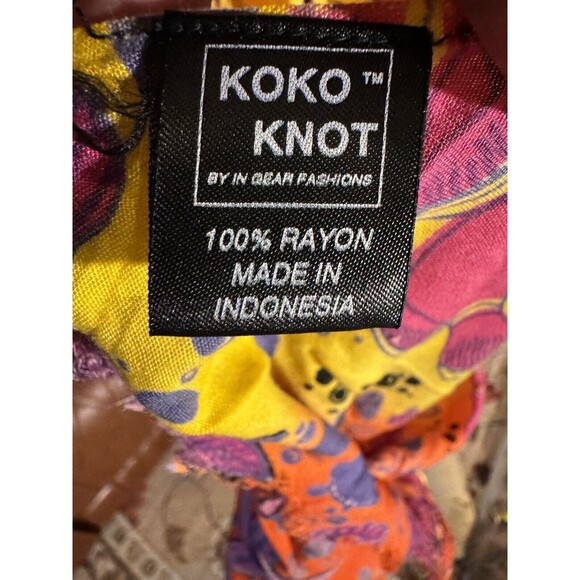 KOKO ™
KNOT
BY IN GEAR FASHIONS
100% RAYON
MADE IN
INDONESIA